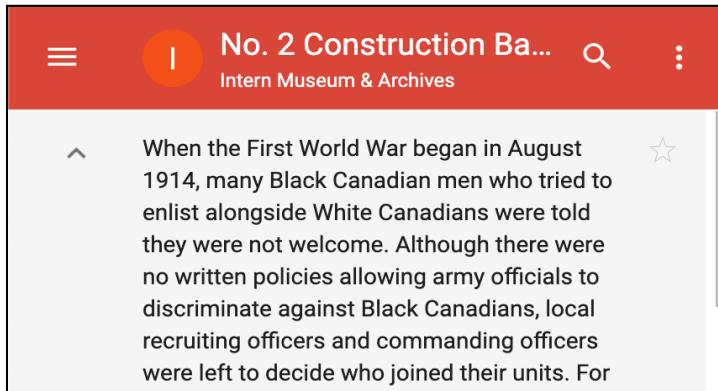 I
No. 2 Construction Ba...
Intern Museum & Archives
When the First World War began in August
1914, many Black Canadian men who tried to
enlist alongside White Canadians were told
they were not welcome. Although there were
no written policies allowing army officials to
discriminate against Black Canadians, local
recruiting officers and commanding officers
were left to decide who joined their units. For